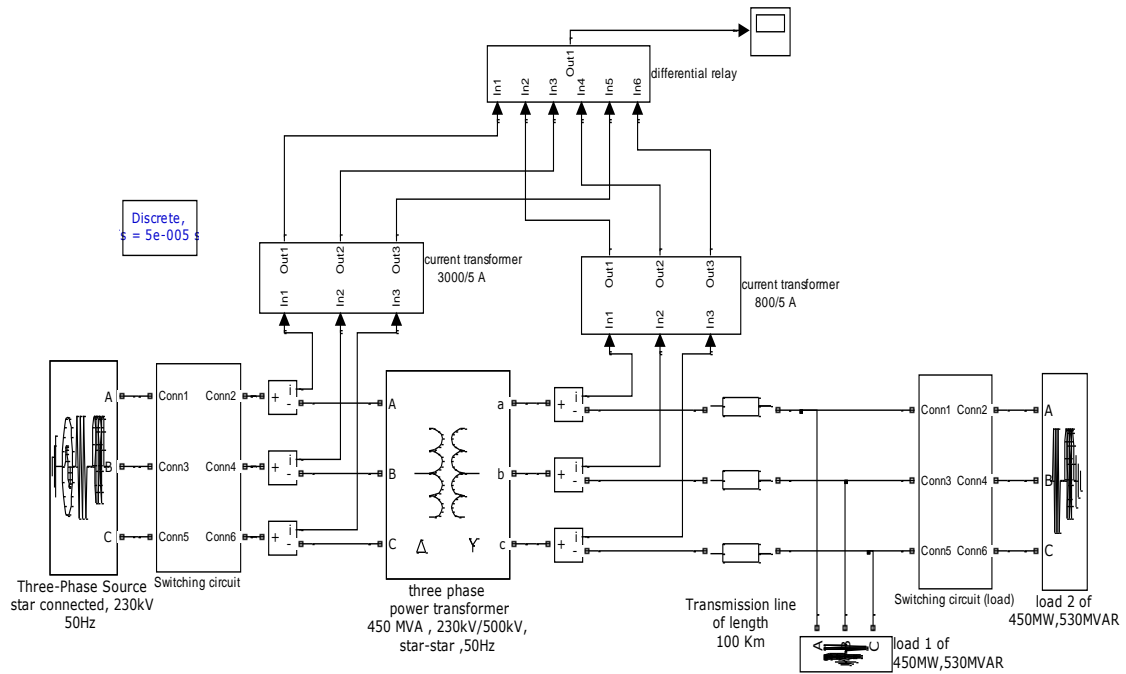 Out1
In1 In2 In3 In4 In5 In6
differential relay
Discrete,
s = 5e-005 s
Out1 Out2 Out3
In1 In2 In3
current transformer
3000/5 A
Out1 Out2 Out3
In1 In2 In3
current transformer
800/5 A
A
B
C
Three-Phase Source
star connected, 230kV
50Hz
Conn1 Conn2
Conn3 Conn4
Conn5 Conn6
Switching circuit
+ i -
+ i -
+ i -
A a
B b
C c
Δ Y
three phase
power transformer
450 MVA , 230kV/500kV,
star-star ,50Hz
+ i -
+ i -
+ i -
Transmission line
of length
100 Km
A B C
load 1 of
450MW,530MVAR
Conn1 Conn2
Conn3 Conn4
Conn5 Conn6
Switching circuit (load)
A
B
C
load 2 of
450MW,530MVAR